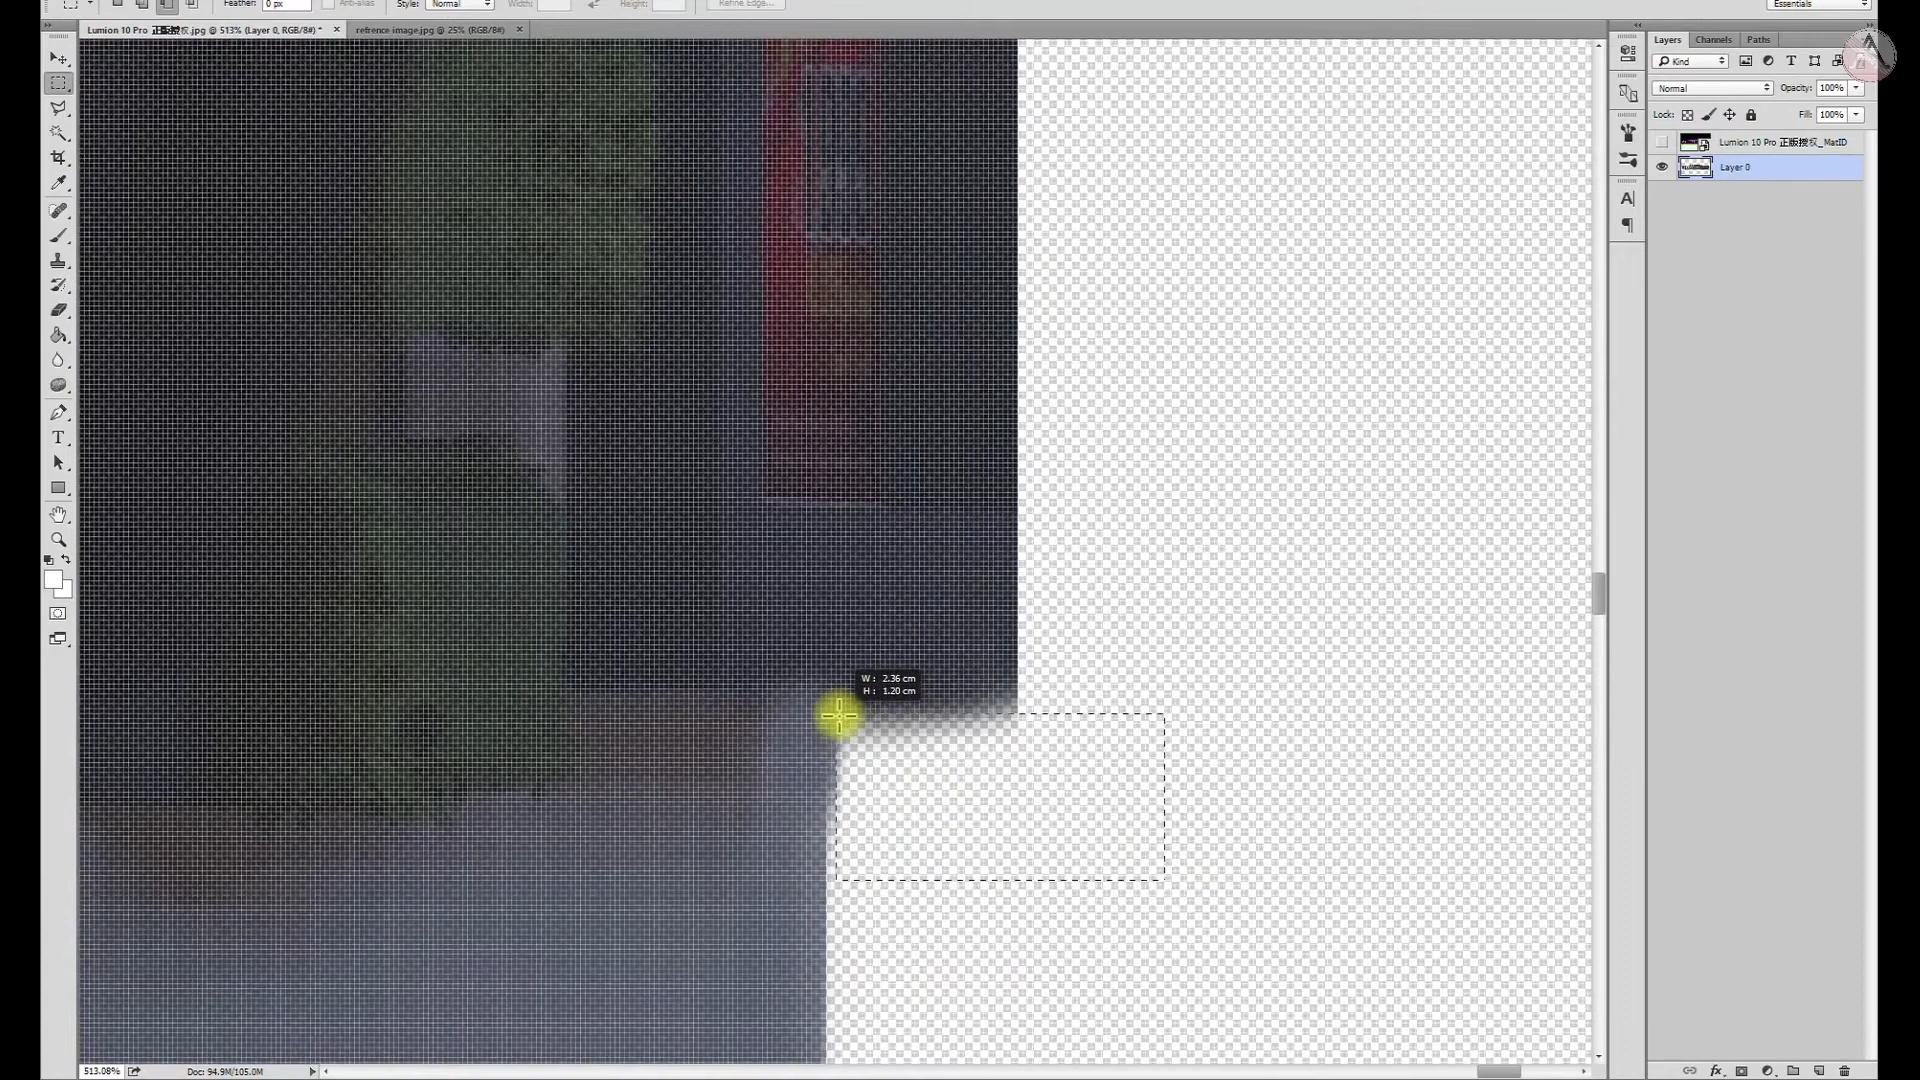 Feather: 0 px Anti-alias Style: Normal Width: Height: Refine Edge... Essentials
Lumion 10 Pro 正版授权.jpg @ 513% (Layer 0, RGB/8#) * × refrence image.jpg @ 25% (RGB/8#) ×
Layers Channels Paths
Kind
Normal Opacity: 100%
Lock: Fill: 100%
Lumion 10 Pro 正版授权_MatID
Layer 0
W: 2.36 cm
H: 1.20 cm
513.08% Doc: 94.9M/105.0M